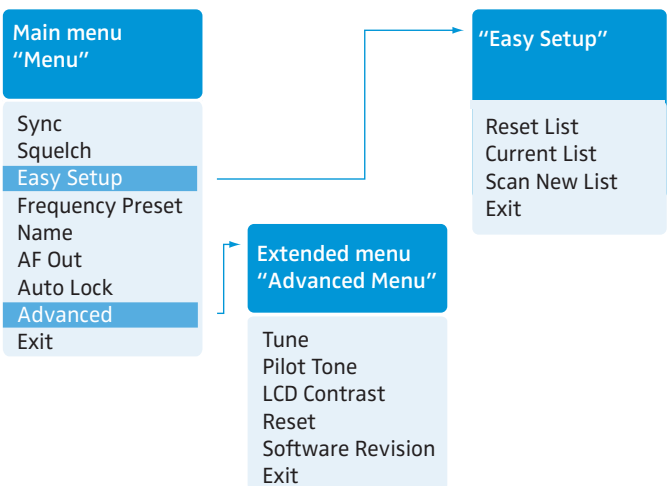 Main menu
“Menu”
Sync
Squelch
Easy Setup
Frequency Preset
Name
AF Out
Auto Lock
Advanced
Exit
“Easy Setup”
Reset List
Current List
Scan New List
Exit
Extended menu
“Advanced Menu”
Tune
Pilot Tone
LCD Contrast
Reset
Software Revision
Exit